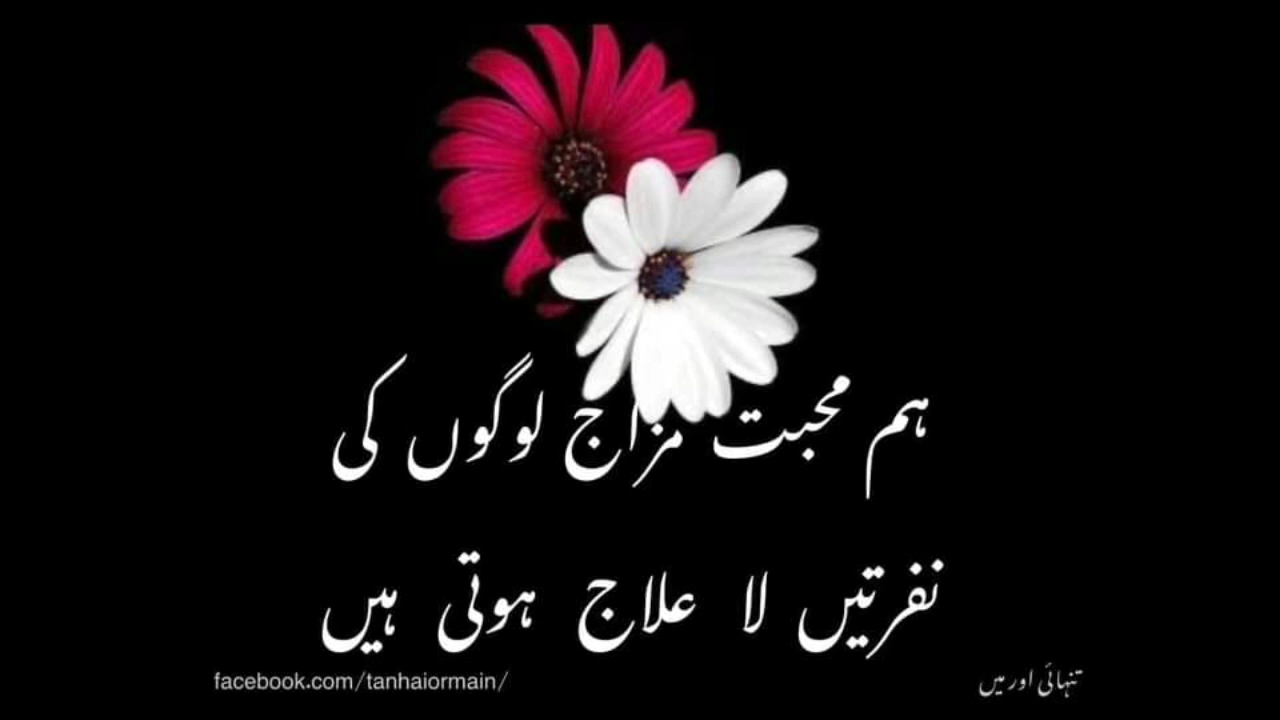 ہم محبت مزاج لوگوں کی
نفرتیں لا علاج ہوتی ہیں
facebook.com/tanhaiormain/
تنہائی اور میں